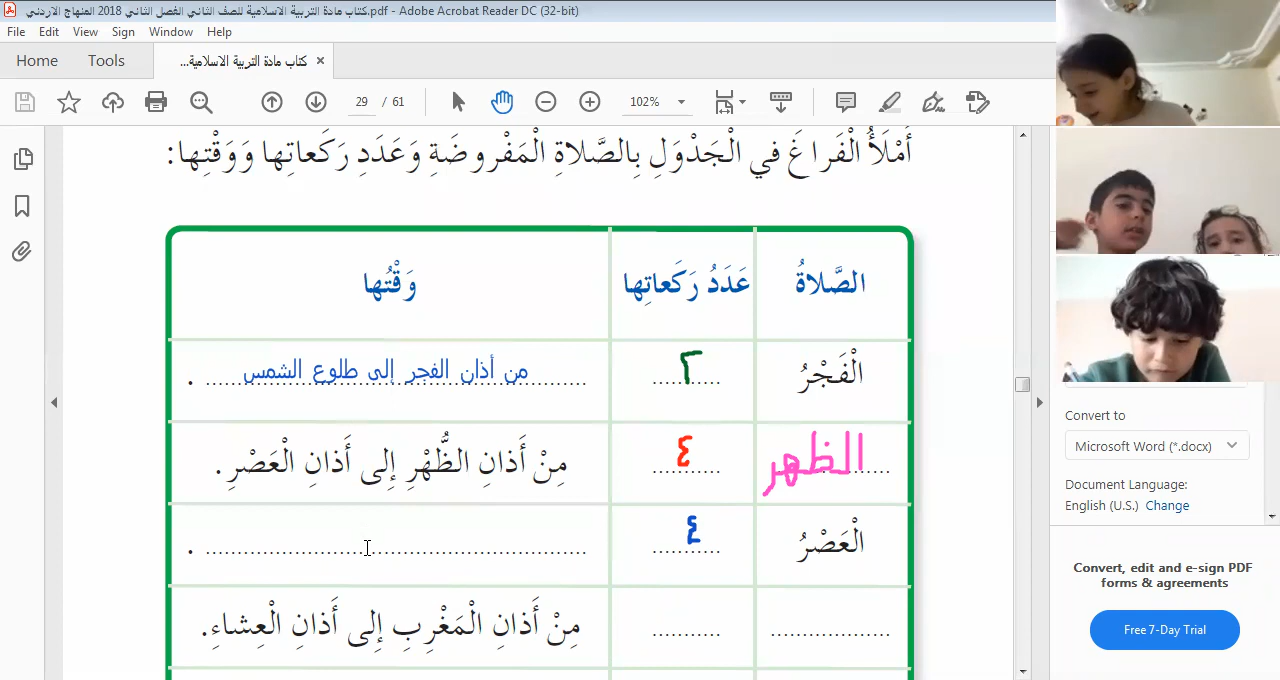 كتاب مادة التربية الاسلاعية للصف الثاني الفصل الثاني 2018 المنهاج الاردني.pdf - Adobe Acrobat Reader DC (32-bit)
File Edit View Sign Window Help
Home Tools كتاب مادة التربية الاسلاعية... ×
29 / 61 102%
أَمْلَأُ الْفَراغَ في الْجَدْوَلِ بِالصَّلاةِ الْمَفْروضَةِ وَعَدَدِ رَكَعاتِها وَوَقْتِها:
الصَّلاةُ عَدَدُ رَكَعاتِها وَقْتُها
الْفَجْرُ ٢ من أذان الفجر إلى طلوع الشمس .
الظهر ٤ مِنْ أَذانِ الظُّهْرِ إِلى أَذانِ الْعَصْرِ .
الْعَصْرُ ٤ .
مِنْ أَذانِ الْمَغْرِبِ إِلى أَذانِ الْعِشاءِ.
Convert to
Microsoft Word (*.docx)
Document Language:
English (U.S.) Change
Convert, edit and e-sign PDF
forms & agreements
Free 7-Day Trial